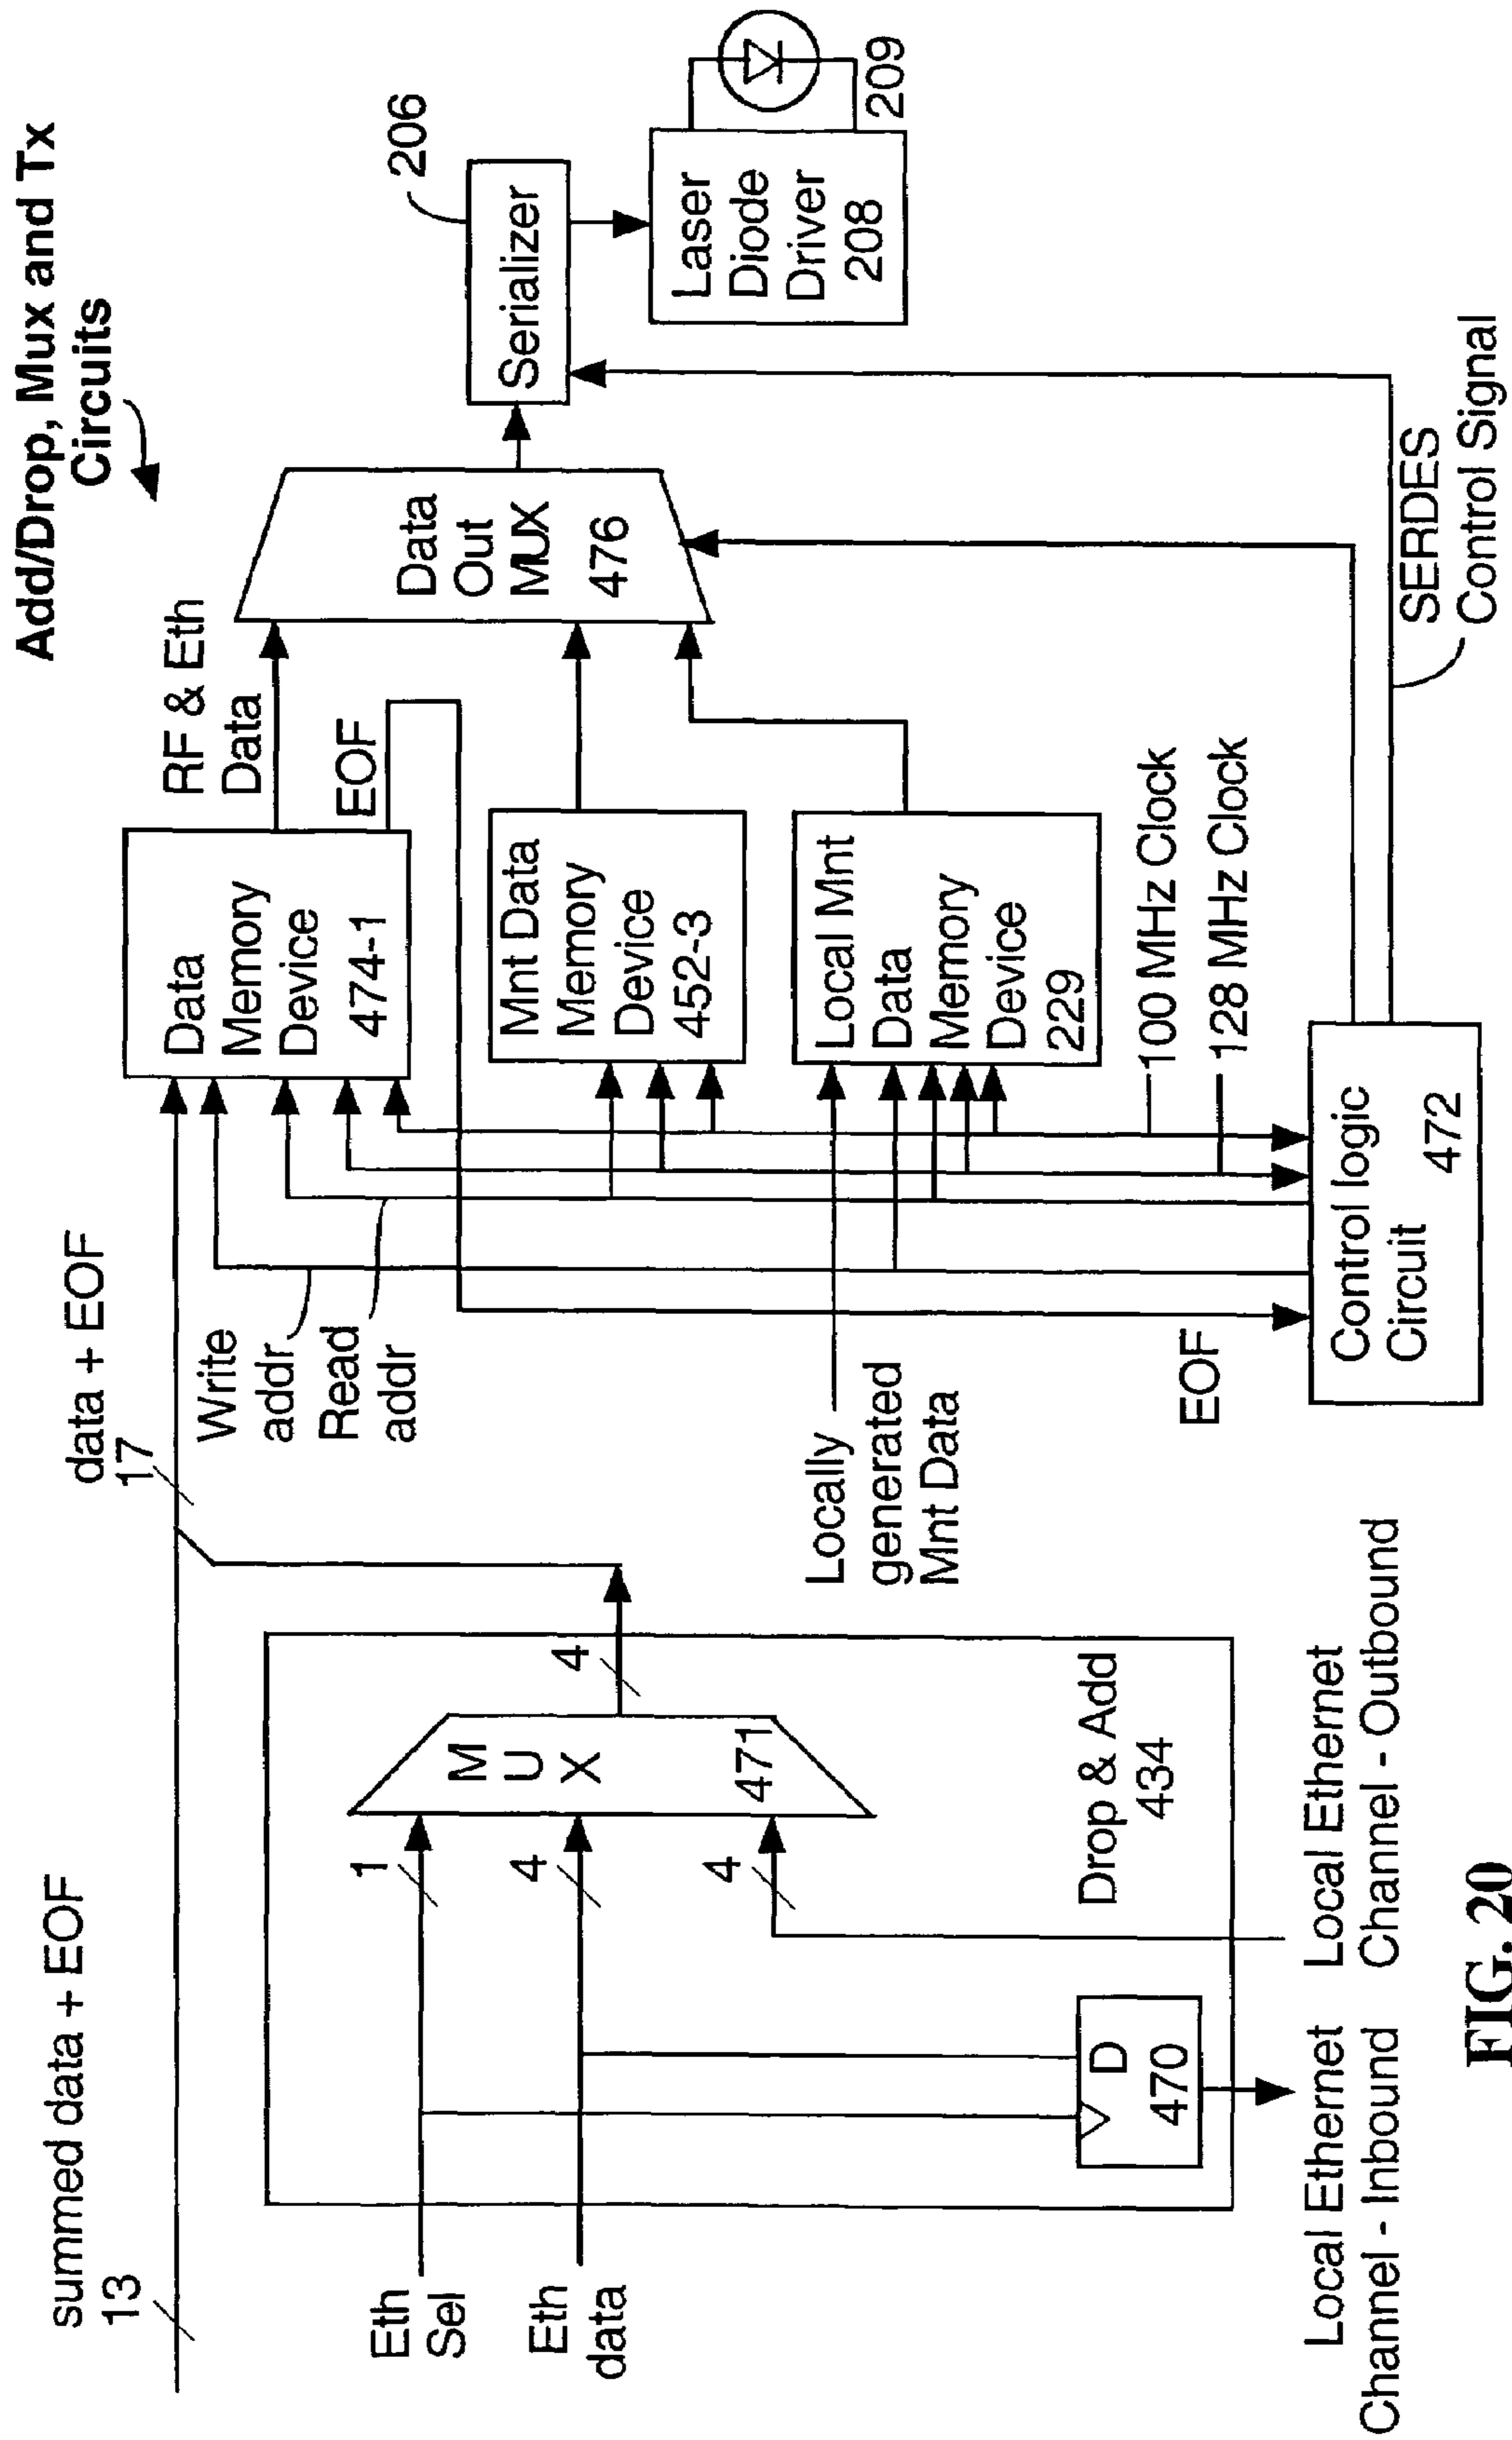 Add/Drop, Mux and Tx
Circuits
summed data + EOF
13
data + EOF
17
Eth
Sel
Eth
data
1
4
4
M
U
X
471
4
D
470
Drop & Add
434
Local Ethernet
Channel - Inbound
Local Ethernet
Channel - Outbound
Write
addr
Read
addr
Locally
generated
Mnt Data
EOF
Data
Memory
Device
474-1
RF & Eth
Data
EOF
Mnt Data
Memory
Device
452-3
Local Mnt
Data
Memory
Device
229
100 MHz Clock
128 MHz Clock
Control logic
Circuit
472
Data
Out
MUX
476
Serializer
206
Laser
Diode
Driver
208
209
SERDES
Control Signal
FIG. 20